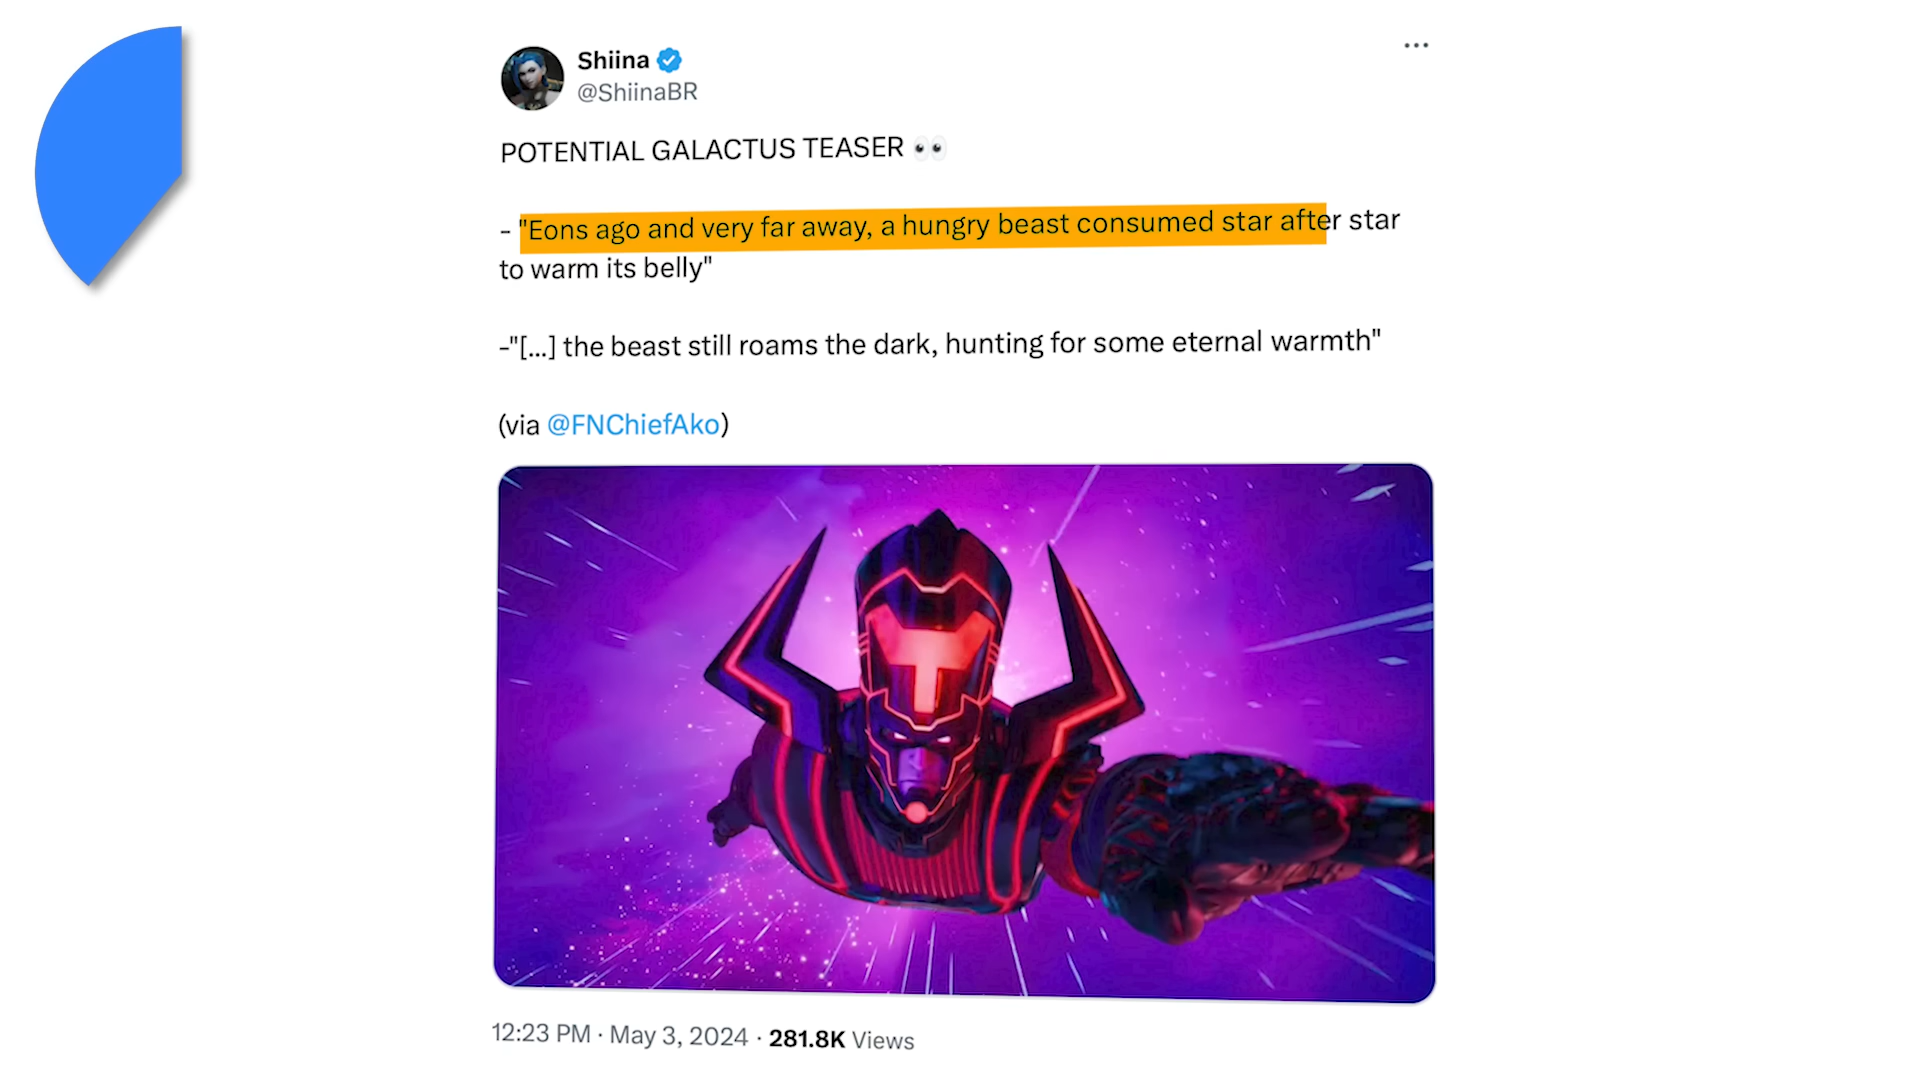 Shiina
@ShiinaBR
POTENTIAL GALACTUS TEASER 👀
- "Eons ago and very far away, a hungry beast consumed star after star
to warm its belly"
-"[...] the beast still roams the dark, hunting for some eternal warmth"
(via @FNChiefAko)
12:23 PM · May 3, 2024 · 281.8K Views